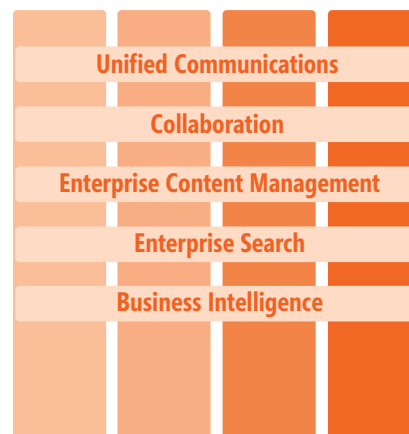 Unified Communications
Collaboration
Enterprise Content Management
Enterprise Search
Business Intelligence